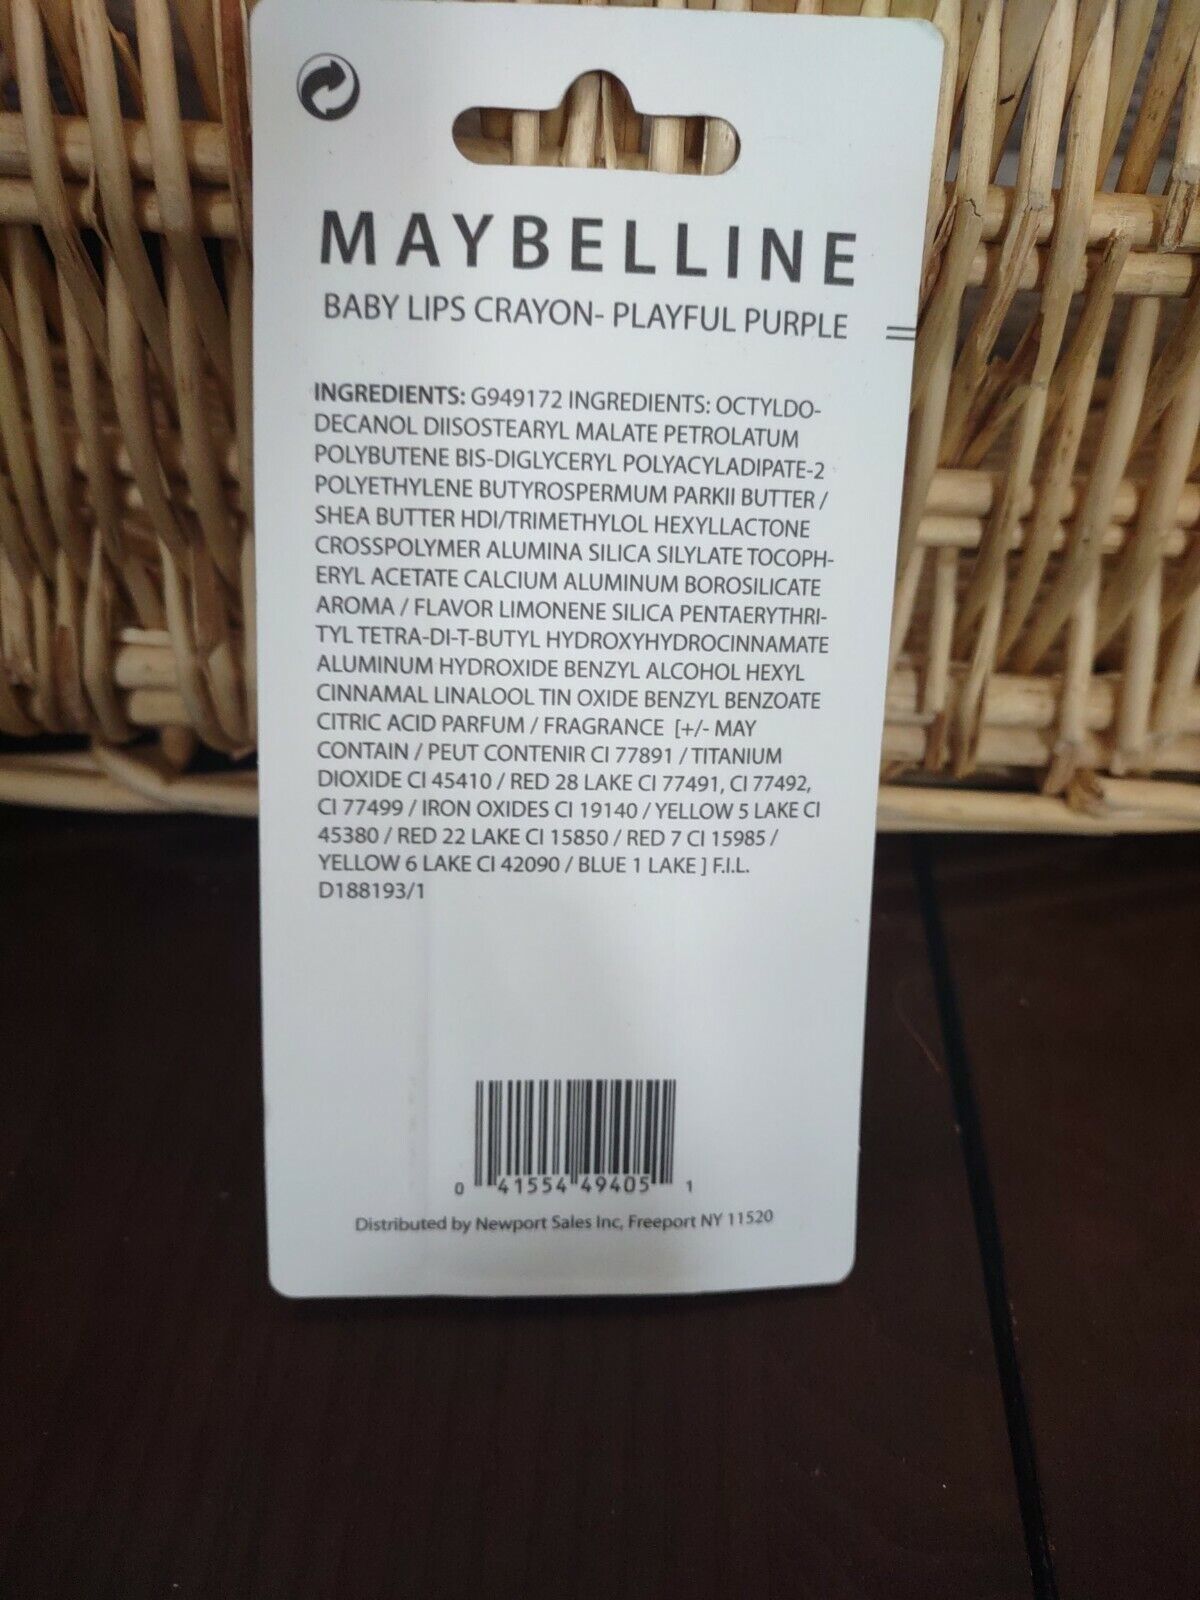 MAYBELLINE
BABY LIPS CRAYON- PLAYFUL PURPLE
INGREDIENTS: G949172 INGREDIENTS: OCTYLDO-
DECANOL DIISOSTEARYL MALATE PETROLATUM
POLYBUTENE BIS-DIGLYCERYL POLYACYLADIPATE-2
POLYETHYLENE BUTYROSPERMUM PARKII BUTTER /
SHEA BUTTER HDI/TRIMETHYLOL HEXYLLACTONE
CROSSPOLYMER ALUMINA SILICA SILYLATE TOCOPH-
ERYL ACETATE CALCIUM ALUMINUM BOROSILICATE
AROMA / FLAVOR LIMONENE SILICA PENTAERYTHRI-
TYL TETRA-DI-T-BUTYL HYDROXYHYDROCINNAMATE
ALUMINUM HYDROXIDE BENZYL ALCOHOL HEXYL
CINNAMAL LINALOOL TIN OXIDE BENZYL BENZOATE
CITRIC ACID PARFUM / FRAGRANCE [+/- MAY
CONTAIN / PEUT CONTENIR CI 77891 / TITANIUM
DIOXIDE CI 45410 / RED 28 LAKE CI 77491, CI 77492,
CI 77499 / IRON OXIDES CI 19140 / YELLOW 5 LAKE CI
45380 / RED 22 LAKE CI 15850 / RED 7 CI 15985 /
YELLOW 6 LAKE CI 42090 / BLUE 1 LAKE ] F.I.L.
D188193/1
0 41554 49405 1
Distributed by Newport Sales Inc, Freeport NY 11520